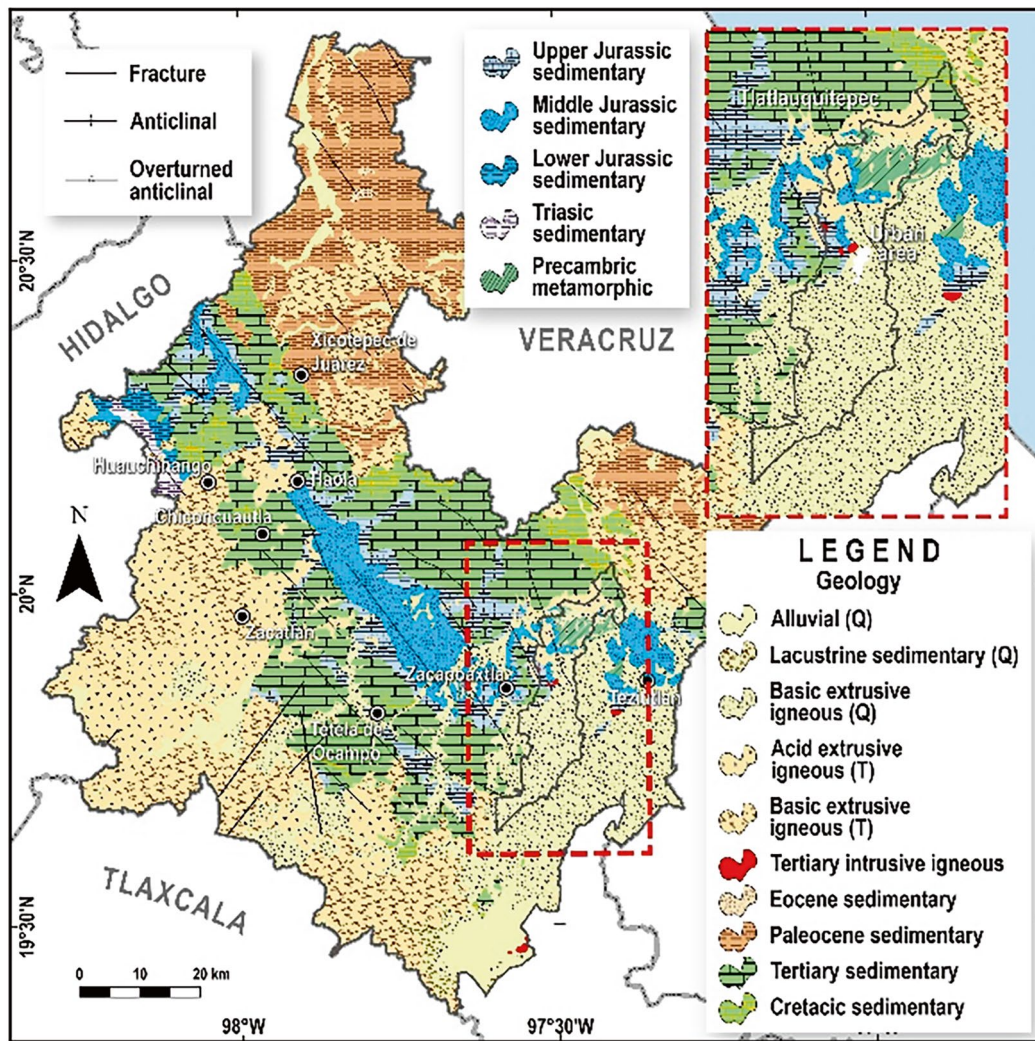 Fracture
Anticlinal
Overturned
anticlinal
Upper Jurassic
sedimentary
Middle Jurassic
sedimentary
Lower Jurassic
sedimentary
Triasic
sedimentary
Precambric
metamorphic
Tlatlauquitepec
Urban
area
20°30'N
20°N
19°30'N
HIDALGO
VERACRUZ
TLAXCALA
Xicotepec de
Juárez
Huauchinango
Tlaola
Chiconcuautla
Zacatlán
Zacapoaxtla
Teziutlán
Tetela de
Ocampo
N
0 10 20 km
98°W
97°30'W
LEGEND
Geology
Alluvial (Q)
Lacustrine sedimentary (Q)
Basic extrusive
igneous (Q)
Acid extrusive
igneous (T)
Basic extrusive
igneous (T)
Tertiary intrusive igneous
Eocene sedimentary
Paleocene sedimentary
Tertiary sedimentary
Cretacic sedimentary